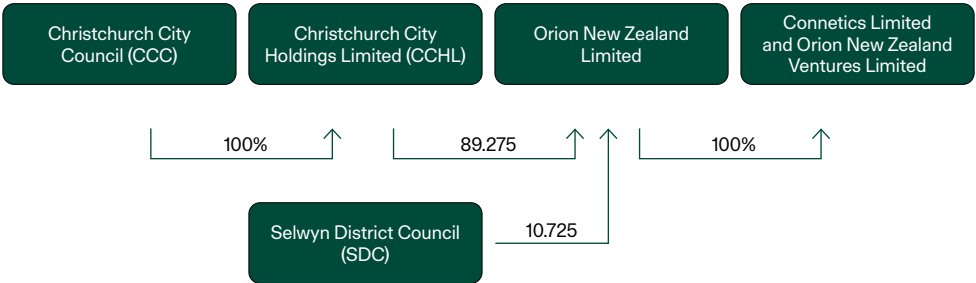 Christchurch City
Council (CCC)
Christchurch City
Holdings Limited (CCHL)
Orion New Zealand
Limited
Connetics Limited
and Orion New Zealand
Ventures Limited
100%
89.275
100%
Selwyn District Council
(SDC)
10.725